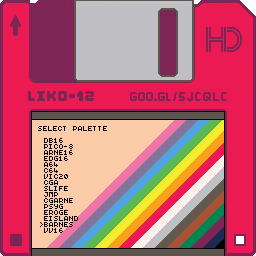 HD
LIKO-12 GOO.GL/SJCQLC
SELECT PALETTE
DB16
PICO-8
ARNE16
EDG16
A64
C64
VIC20
CGA
SLIFE
JMP
CGARNE
PSYG
EROGE
EISLAND
>BARNES
VV16